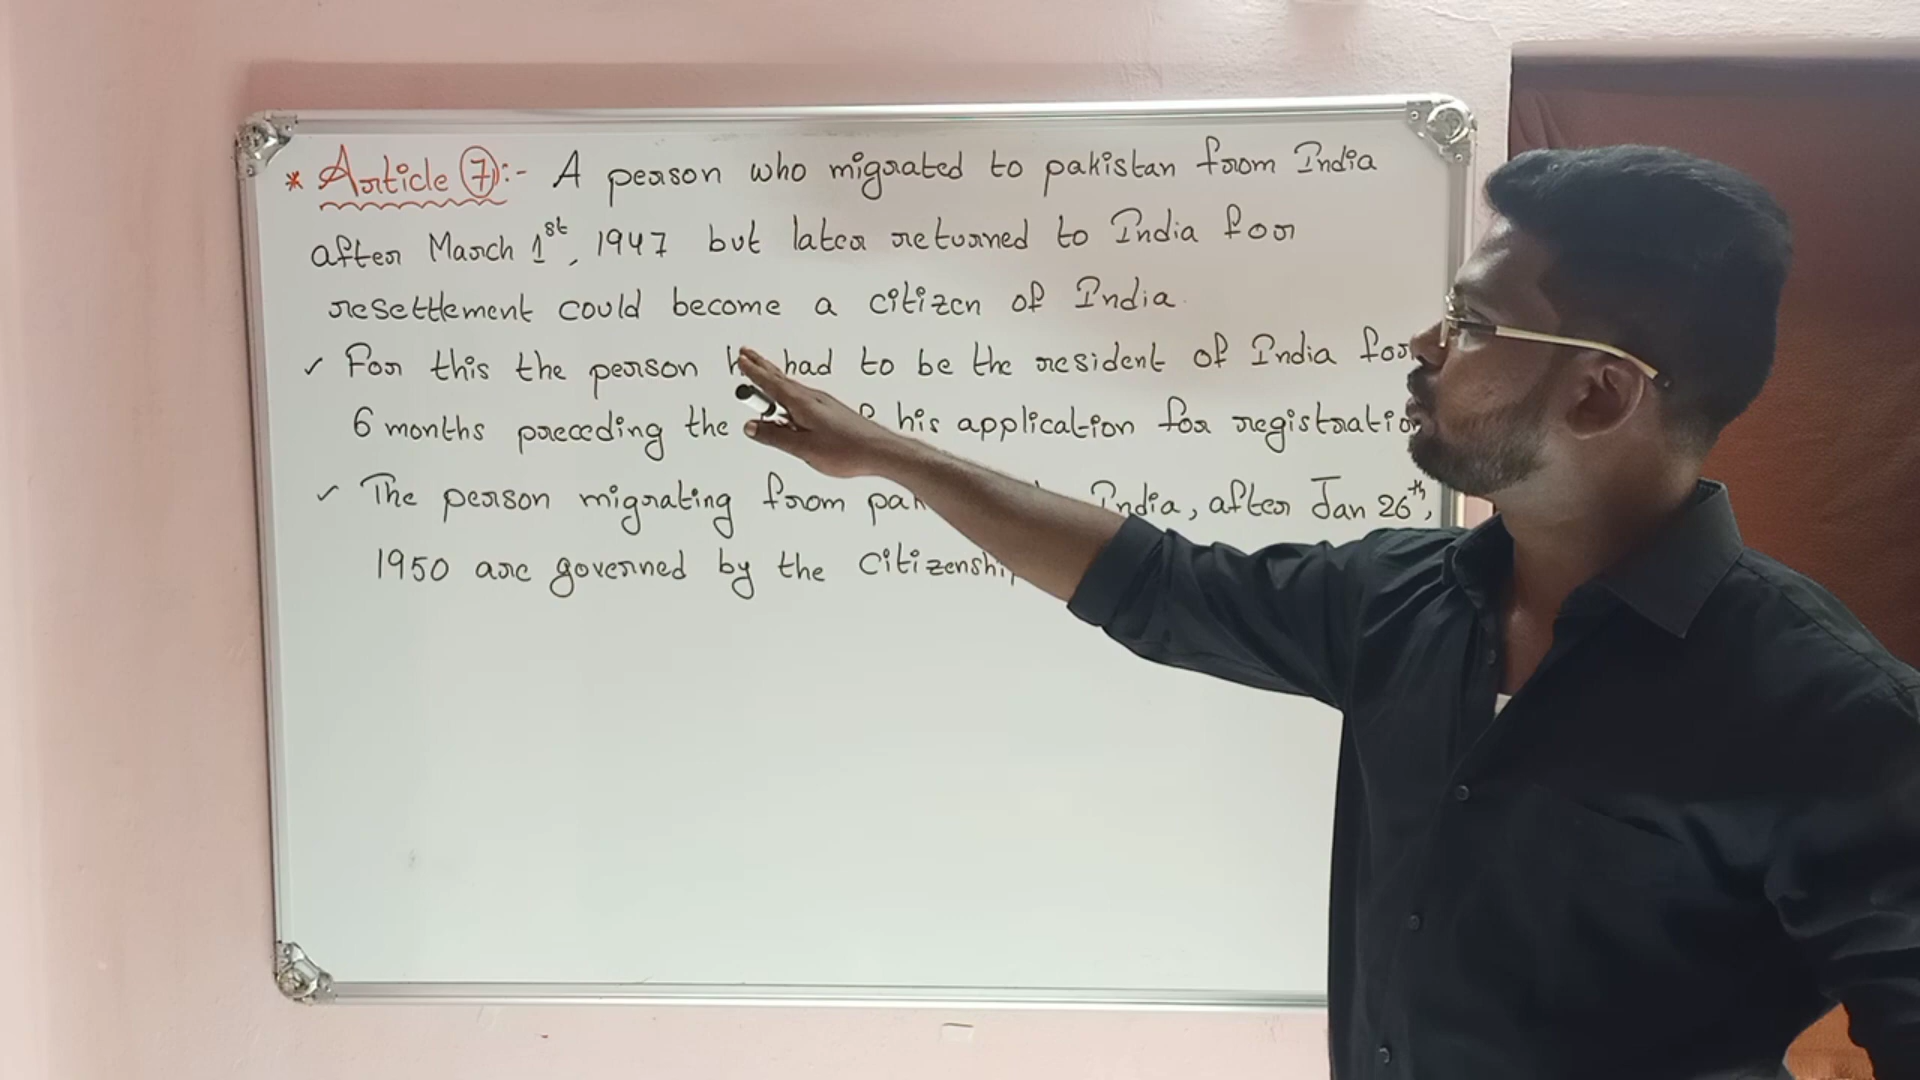 * Article 7:- A person who migrated to pakistan from India
after March 1st, 1947 but later returned to India for
resettlement could become a citizen of India.
✓ For this the person had to be the resident of India for
6 months preceding the his application for registration
✓ The person migrating from India, after Jan 26th,
1950 are governed by the Citizenship